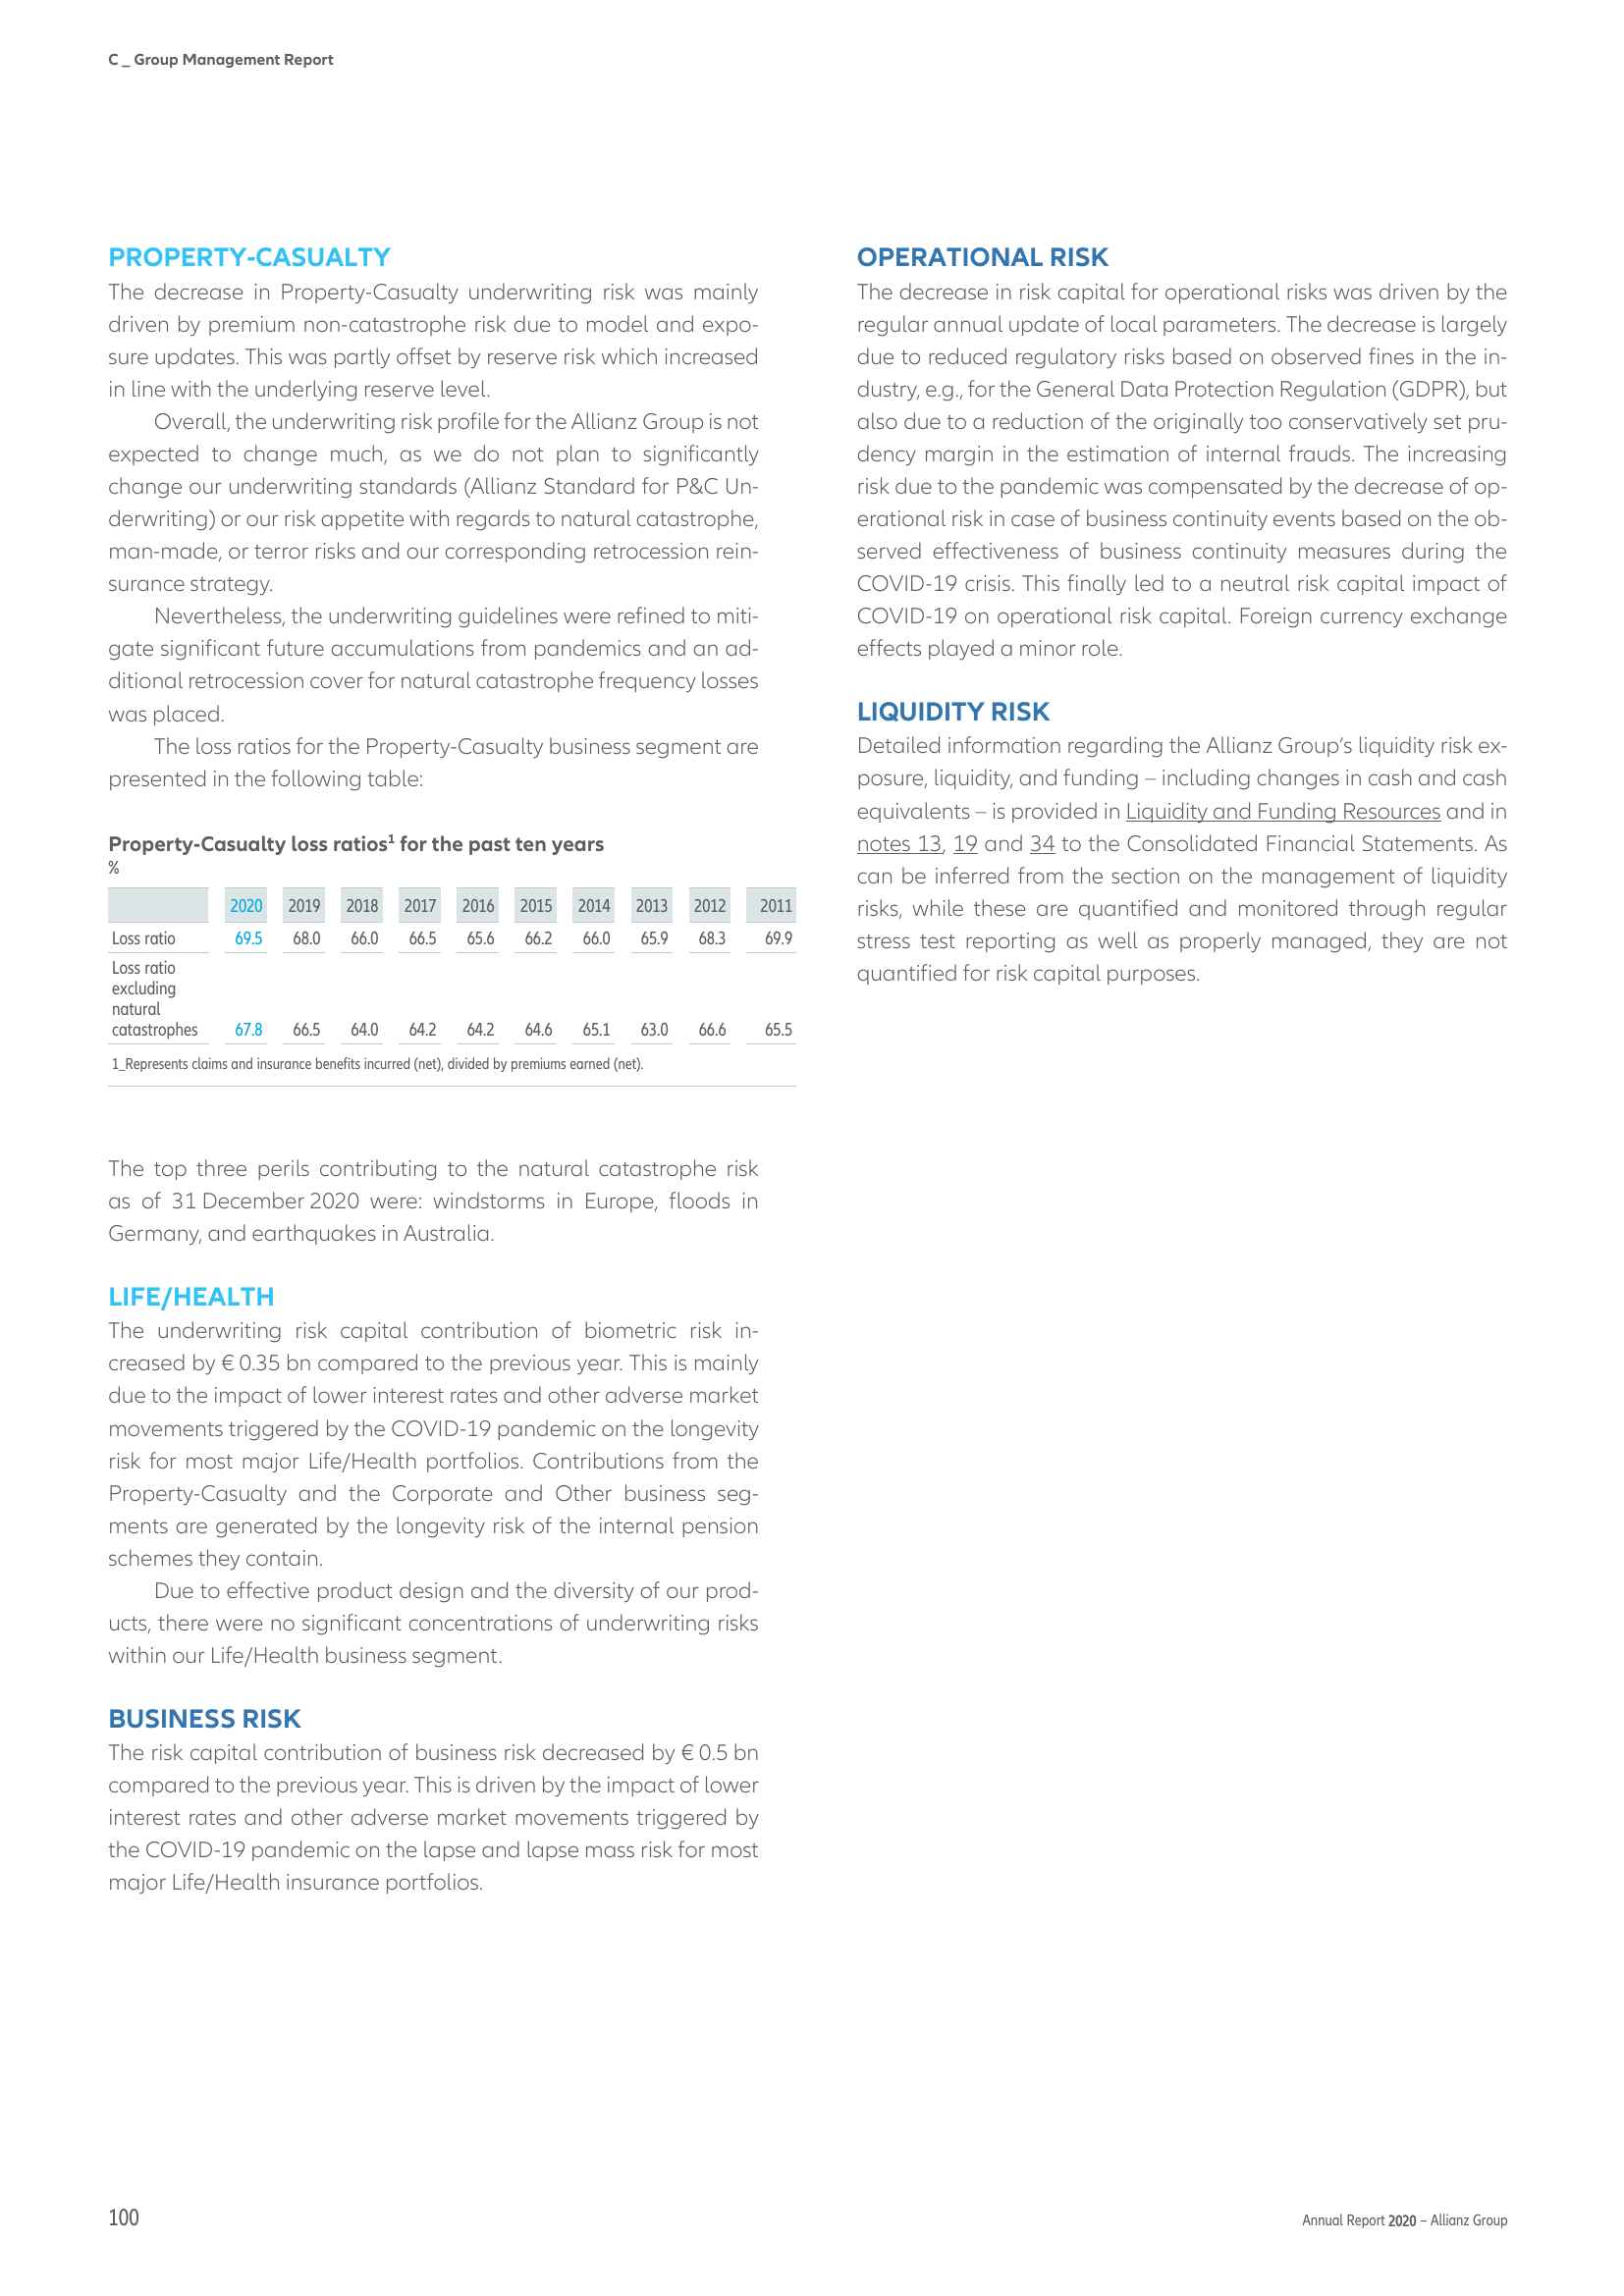 C _ Group Management Report
PROPERTY-CASUALTY
The decrease in Property-Casualty underwriting risk was mainly
driven by premium non-catastrophe risk due to model and expo-
sure updates. This was partly offset by reserve risk which increased
in line with the underlying reserve level.
Overall, the underwriting risk profile for the Allianz Group is not
expected to change much, as we do not plan to significantly
change our underwriting standards (Allianz Standard for P&C Un-
derwriting) or our risk appetite with regards to natural catastrophe,
man-made, or terror risks and our corresponding retrocession rein-
surance strategy.
Nevertheless, the underwriting guidelines were refined to miti-
gate significant future accumulations from pandemics and an ad-
ditional retrocession cover for natural catastrophe frequency losses
was placed.
The loss ratios for the Property-Casualty business segment are
presented in the following table:
Property-Casualty loss ratios¹ for the past ten years
%
2020 2019 2018 2017 2016 2015 2014 2013 2012 2011
Loss ratio 69.5 68.0 66.0 66.5 65.6 66.2 66.0 65.9 68.3 69.9
Loss ratio
excluding
natural
catastrophes 67.8 66.5 64.0 64.2 64.2 64.6 65.1 63.0 66.6 65.5
1_Represents claims and insurance benefits incurred (net), divided by premiums earned (net).
The top three perils contributing to the natural catastrophe risk
as of 31 December 2020 were: windstorms in Europe, floods in
Germany, and earthquakes in Australia.
LIFE/HEALTH
The underwriting risk capital contribution of biometric risk in-
creased by € 0.35 bn compared to the previous year. This is mainly
due to the impact of lower interest rates and other adverse market
movements triggered by the COVID-19 pandemic on the longevity
risk for most major Life/Health portfolios. Contributions from the
Property-Casualty and the Corporate and Other business seg-
ments are generated by the longevity risk of the internal pension
schemes they contain.
Due to effective product design and the diversity of our prod-
ucts, there were no significant concentrations of underwriting risks
within our Life/Health business segment.
BUSINESS RISK
The risk capital contribution of business risk decreased by € 0.5 bn
compared to the previous year. This is driven by the impact of lower
interest rates and other adverse market movements triggered by
the COVID-19 pandemic on the lapse and lapse mass risk for most
major Life/Health insurance portfolios.
OPERATIONAL RISK
The decrease in risk capital for operational risks was driven by the
regular annual update of local parameters. The decrease is largely
due to reduced regulatory risks based on observed fines in the in-
dustry, e.g., for the General Data Protection Regulation (GDPR), but
also due to a reduction of the originally too conservatively set pru-
dency margin in the estimation of internal frauds. The increasing
risk due to the pandemic was compensated by the decrease of op-
erational risk in case of business continuity events based on the ob-
served effectiveness of business continuity measures during the
COVID-19 crisis. This finally led to a neutral risk capital impact of
COVID-19 on operational risk capital. Foreign currency exchange
effects played a minor role.
LIQUIDITY RISK
Detailed information regarding the Allianz Group’s liquidity risk ex-
posure, liquidity, and funding – including changes in cash and cash
equivalents – is provided in Liquidity and Funding Resources and in
notes 13, 19 and 34 to the Consolidated Financial Statements. As
can be inferred from the section on the management of liquidity
risks, while these are quantified and monitored through regular
stress test reporting as well as properly managed, they are not
quantified for risk capital purposes.
100
Annual Report 2020 – Allianz Group